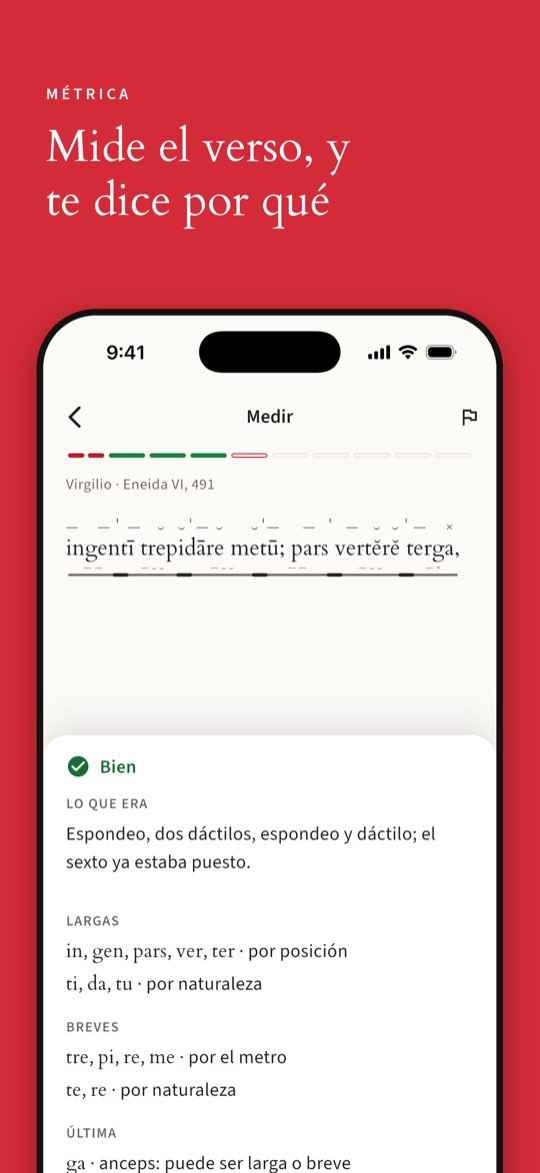 MÉTRICA
Mide el verso, y
te dice por qué
9:41
Medir
Virgilio · Eneida VI, 491
— —ˈ— ⏑ ⏑ˈ— ⏑ ⏑ˈ— —ˈ— ⏑ ⏑ˈ— ×
ingentī trepidāre metū; pars vertĕrĕ terga,
Bien
LO QUE ERA
Espondeo, dos dáctilos, espondeo y dáctilo; el
sexto ya estaba puesto.
LARGAS
in, gen, pars, ver, ter · por posición
ti, da, tu · por naturaleza
BREVES
tre, pi, re, me · por el metro
te, re · por naturaleza
ÚLTIMA
ga · anceps: puede ser larga o breve